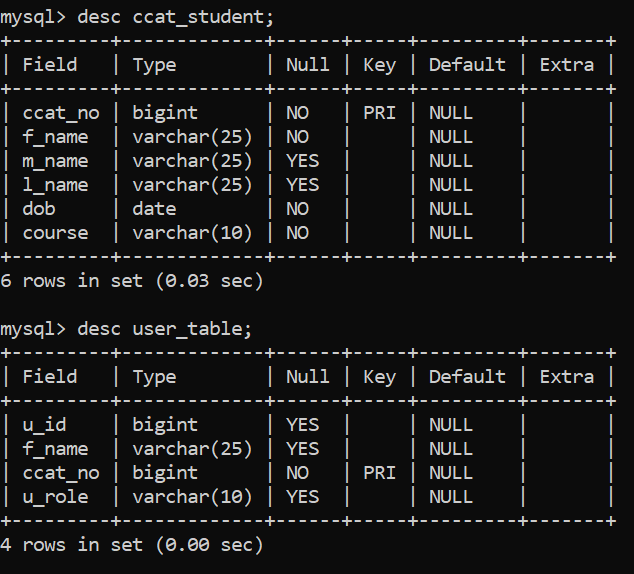 mysql> desc ccat_student;
+---------+-------------+------+-----+---------+-------+
| Field   | Type        | Null | Key | Default | Extra |
+---------+-------------+------+-----+---------+-------+
| ccat_no | bigint      | NO   | PRI | NULL    |       |
| f_name  | varchar(25) | NO   |     | NULL    |       |
| m_name  | varchar(25) | YES  |     | NULL    |       |
| l_name  | varchar(25) | YES  |     | NULL    |       |
| dob     | date        | NO   |     | NULL    |       |
| course  | varchar(10) | NO   |     | NULL    |       |
+---------+-------------+------+-----+---------+-------+
6 rows in set (0.03 sec)

mysql> desc user_table;
+---------+-------------+------+-----+---------+-------+
| Field   | Type        | Null | Key | Default | Extra |
+---------+-------------+------+-----+---------+-------+
| u_id    | bigint      | YES  |     | NULL    |       |
| f_name  | varchar(25) | YES  |     | NULL    |       |
| ccat_no | bigint      | NO   | PRI | NULL    |       |
| u_role  | varchar(10) | YES  |     | NULL    |       |
+---------+-------------+------+-----+---------+-------+
4 rows in set (0.00 sec)